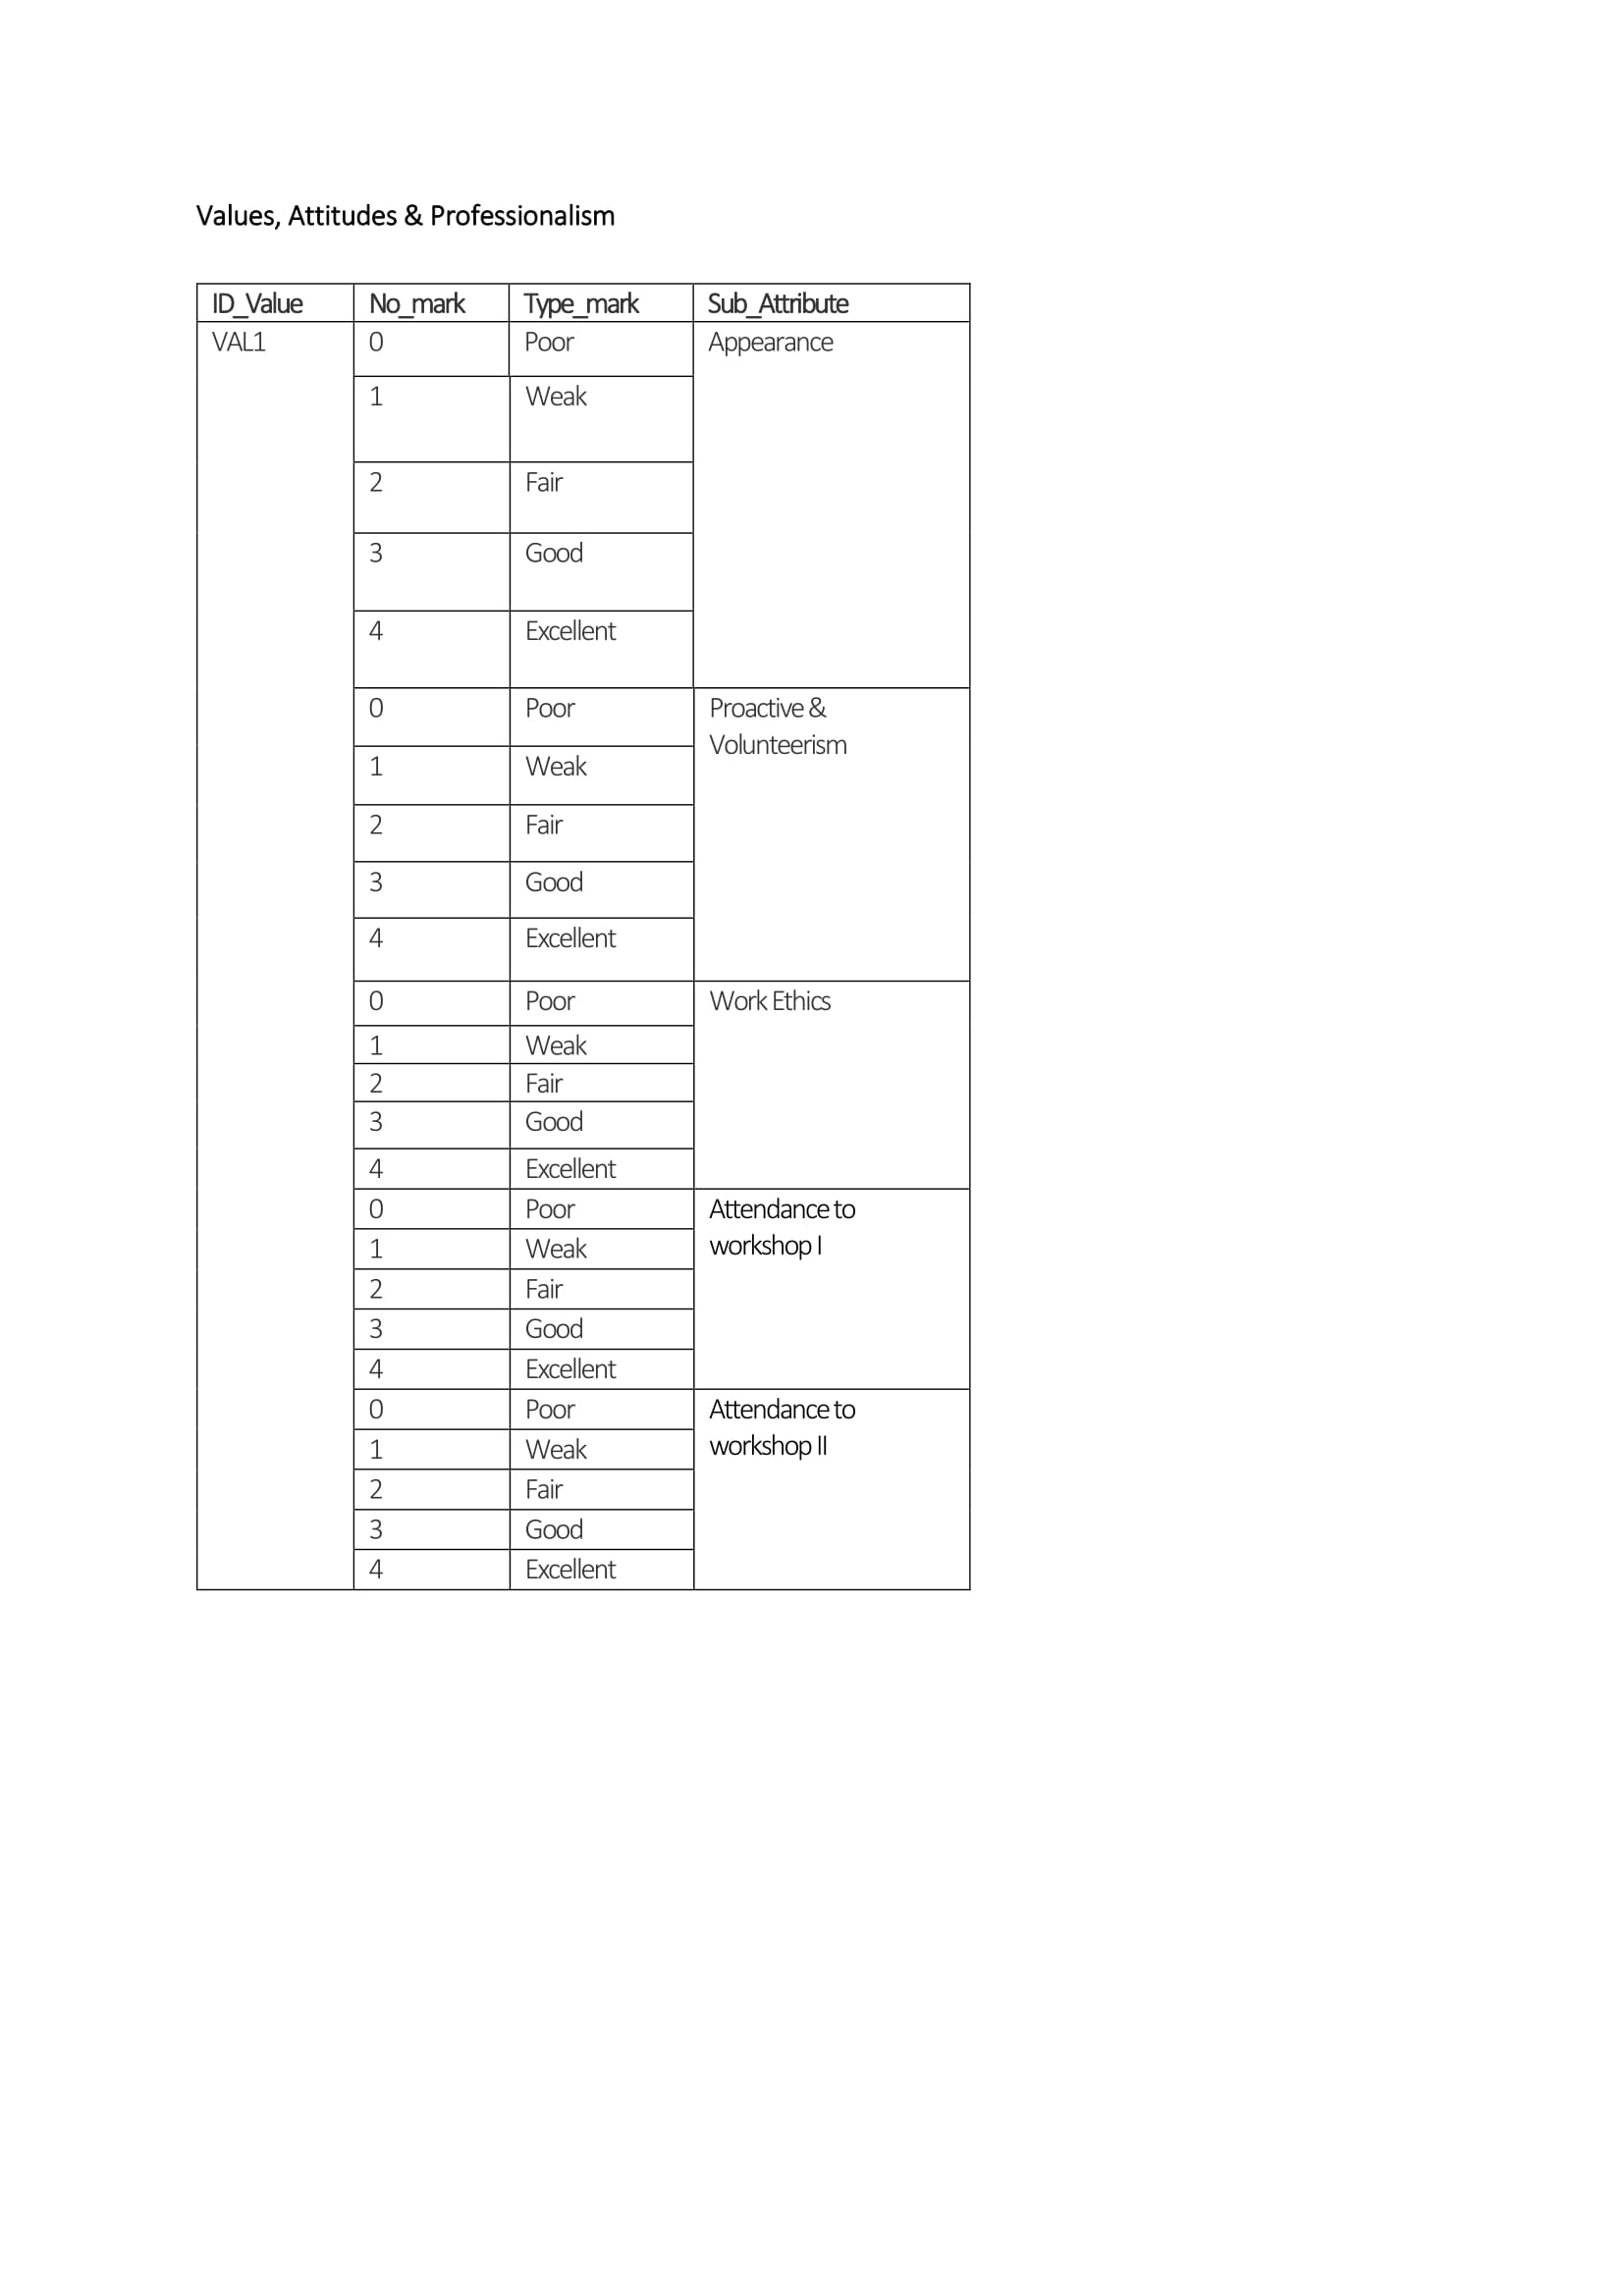 Values, Attitudes & Professionalism
ID_Value No_mark Type_mark Sub_Attribute
VAL1 0 Poor Appearance
1 Weak
2 Fair
3 Good
4 Excellent
0 Poor Proactive &
Volunteerism
1 Weak
2 Fair
3 Good
4 Excellent
0 Poor Work Ethics
1 Weak
2 Fair
3 Good
4 Excellent
0 Poor Attendance to
workshop I
1 Weak
2 Fair
3 Good
4 Excellent
0 Poor Attendance to
workshop II
1 Weak
2 Fair
3 Good
4 Excellent